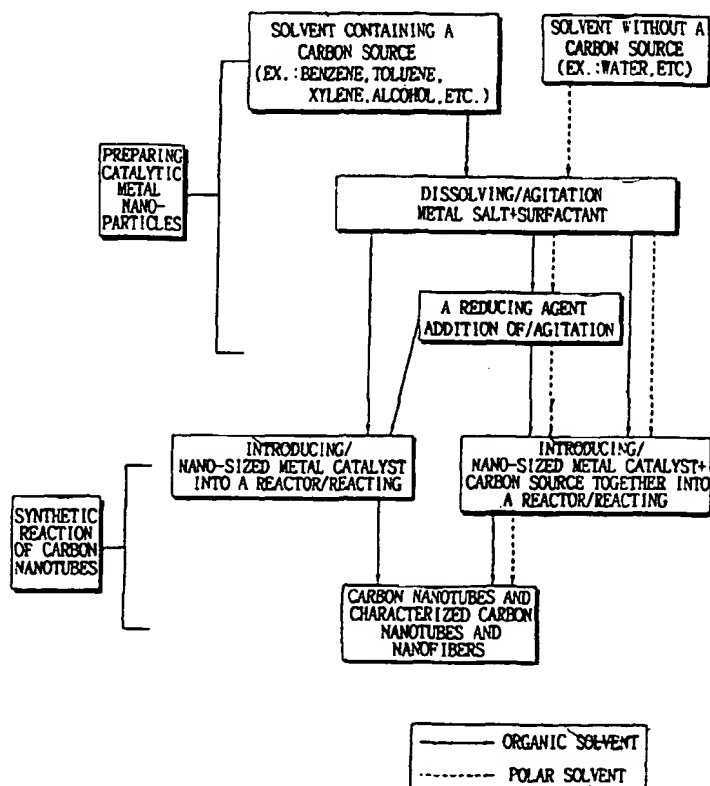 SOLVENT CONTAINING A
CARBON SOURCE
(EX.:BENZENE,TOLUENE,
XYLENE,ALCOHOL,ETC.)
SOLVENT WITHOUT A
CARBON SOURCE
(EX.:WATER,ETC)
PREPARING
CATALYTIC
METAL
NANO-
PARTICLES
DISSOLVING/AGITATION
METAL SALT+SURFACTANT
A REDUCING AGENT
ADDITION OF/AGITATION
INTRODUCING/
NANO-SIZED METAL CATALYST
INTO A REACTOR/REACTING
INTRODUCING/
NANO-SIZED METAL CATALYST+
CARBON SOURCE TOGETHER INTO
A REACTOR/REACTING
SYNTHETIC
REACTION
OF CARBON
NANOTUBES
CARBON NANOTUBES AND
CHARACTERIZED CARBON
NANOTUBES AND
NANOFIBERS
ORGANIC SOLVENT
POLAR SOLVENT